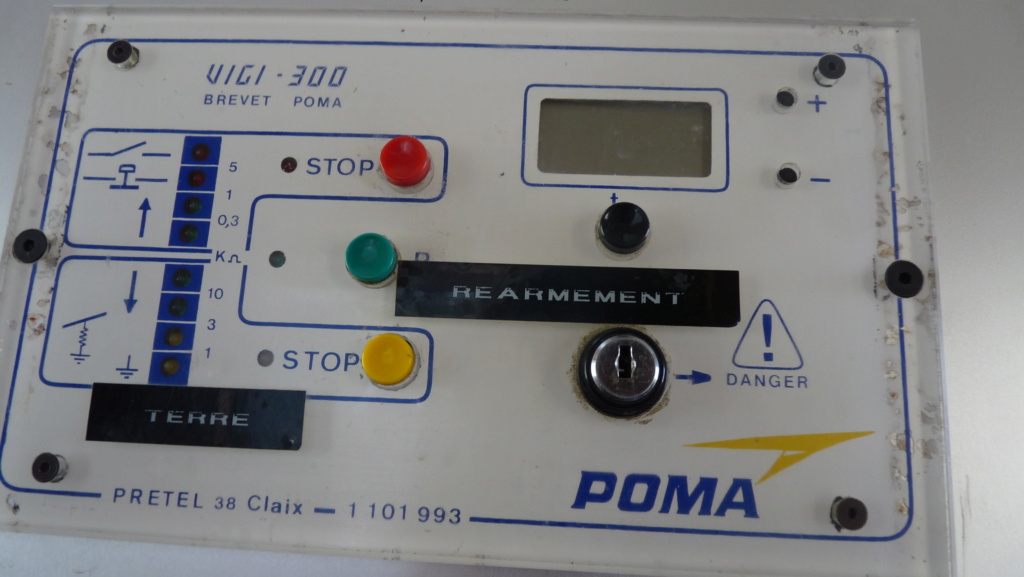 VIGI-300
BREVET POMA
+
−
5
STOP
1
0,3
t
K
R
10
REARMEMENT
3
1
STOP
DANGER
TERRE
POMA
PRETEL 38 Claix — 1 101 993